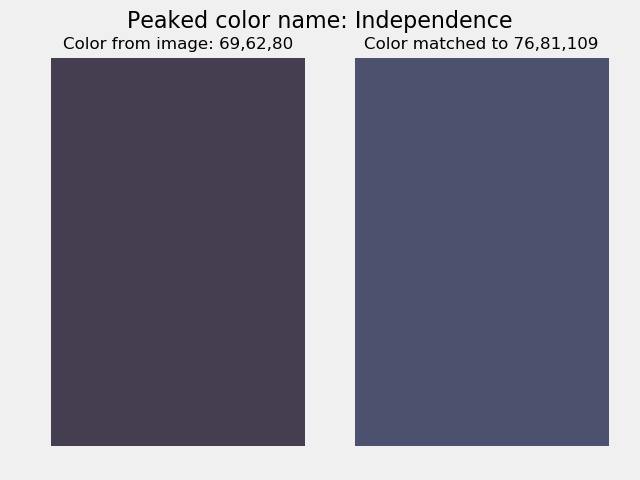 Peaked color name: Independence
Color from image: 69,62,80
Color matched to 76,81,109